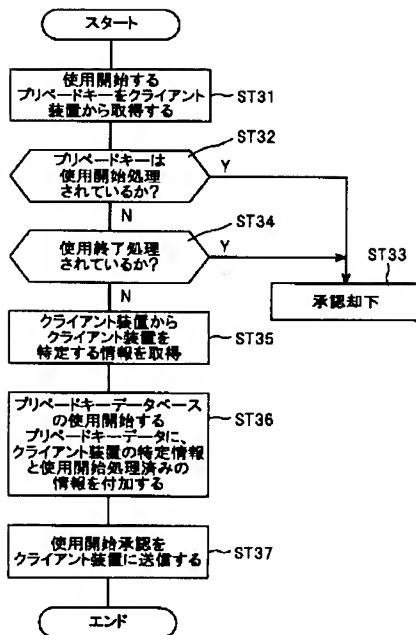 スタート
使用開始する
プリペードキーをクライアント
装置から取得する
ST31
ST32
プリペードキーは
使用開始処理
されているか?
Y
N
ST34
使用終了処理
されているか?
Y
ST33
承認却下
N
クライアント装置から
クライアント装置を
特定する情報を取得
ST35
プリペードキーデータベース
の使用開始する
プリペードキーデータに、
クライアント装置の特定情報
と使用開始処理済みの
情報を付加する
ST36
使用開始承認を
クライアント装置に送信する
ST37
エンド